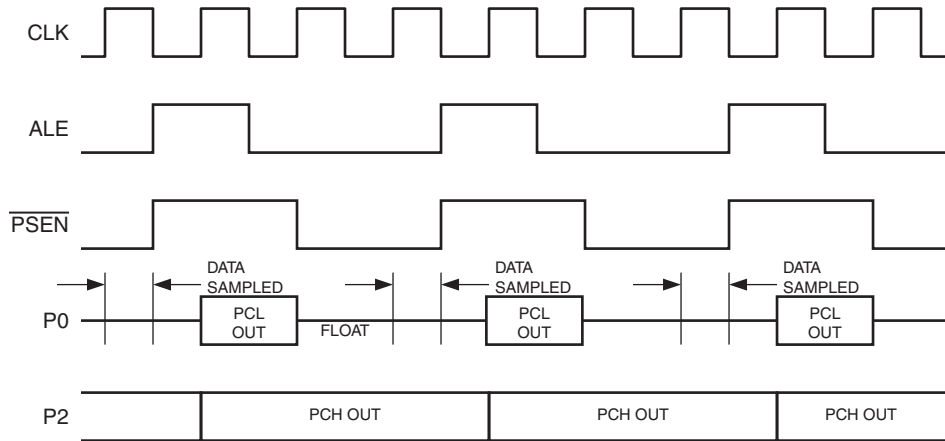 CLK
ALE
PSEN
DATA
SAMPLED
DATA
SAMPLED
DATA
SAMPLED
P0
PCL
OUT
FLOAT
PCL
OUT
PCL
OUT
P2
PCH OUT
PCH OUT
PCH OUT